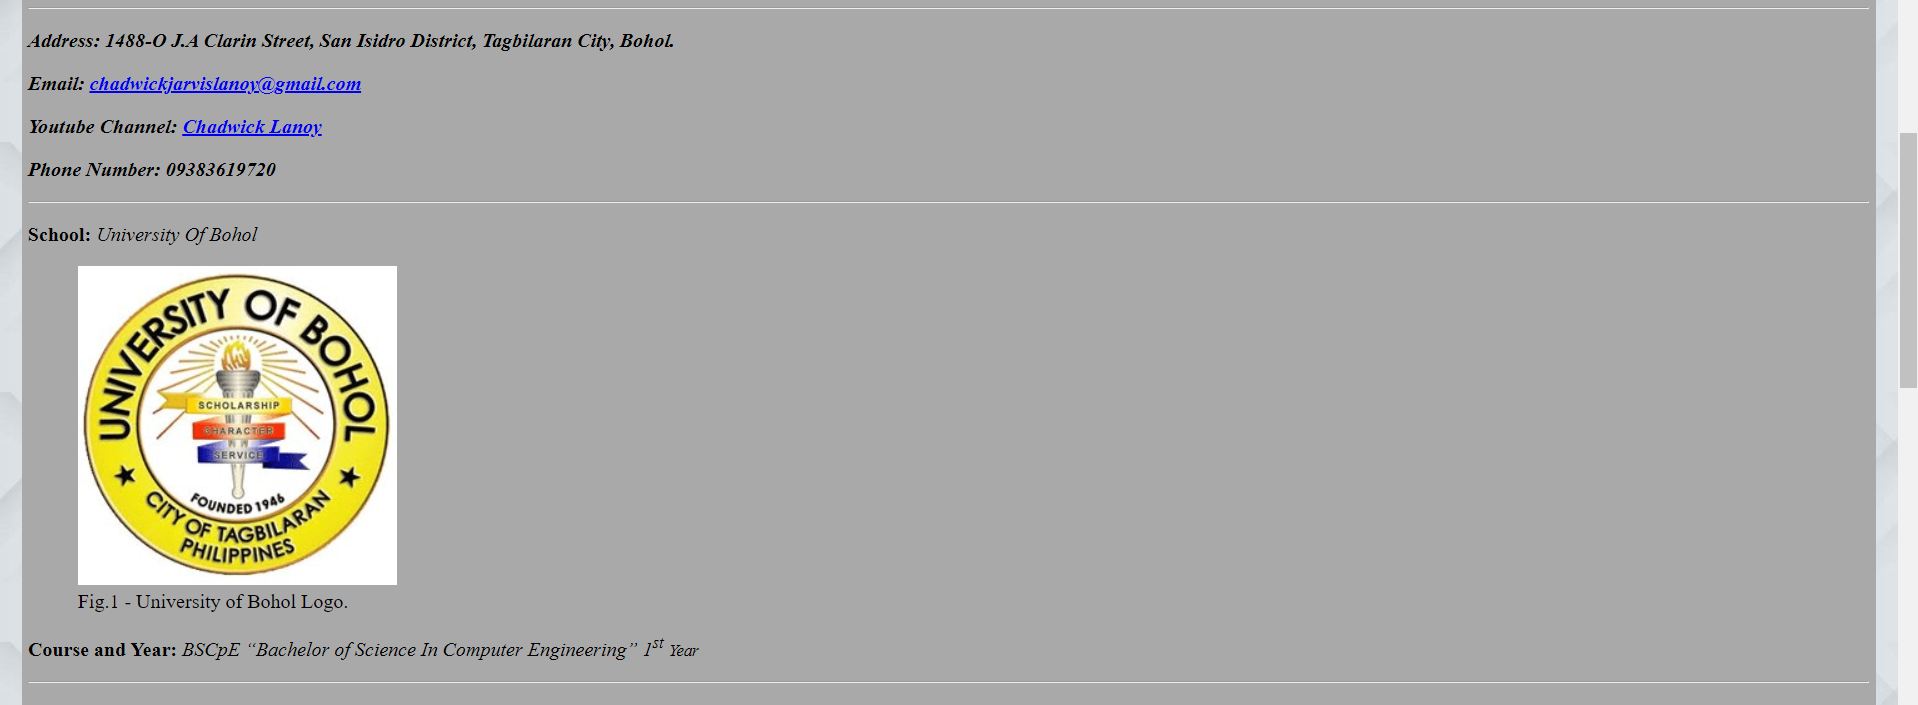 Address: 1488-O J.A Clarin Street, San Isidro District, Tagbilaran City, Bohol.
Email: chadwickjarvislanoy@gmail.com
Youtube Channel: Chadwick Lanoy
Phone Number: 09383619720
School: University Of Bohol
UNIVERSITY OF BOHOL
SCHOLARSHIP
CHARACTER
SERVICE
FOUNDED 1946
CITY OF TAGBILARAN
PHILIPPINES
Fig.1 - University of Bohol Logo.
Course and Year: BSCpE “Bachelor of Science In Computer Engineering” 1st Year